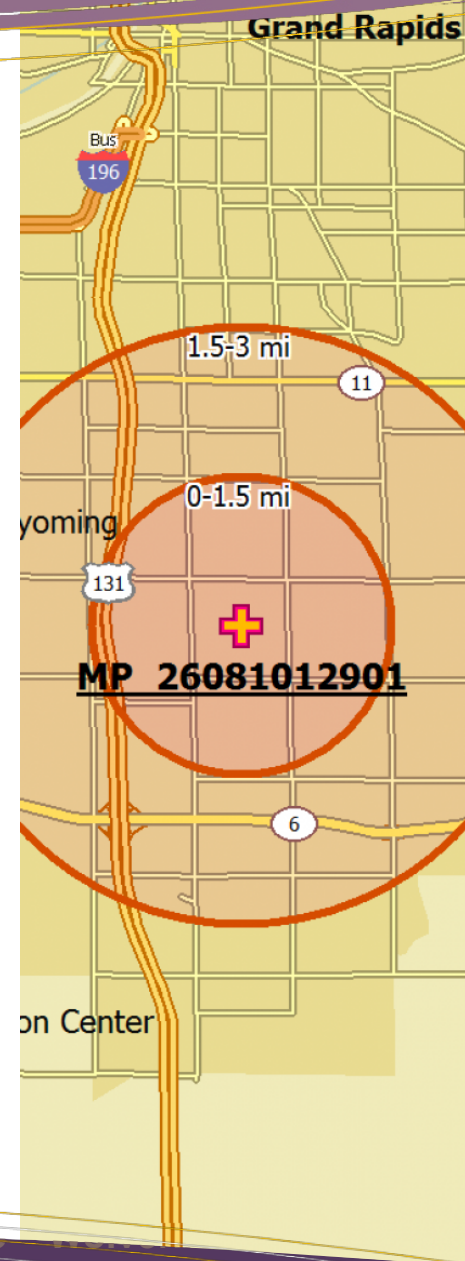 Grand Rapids
Bus
196
1.5-3 mi
11
0-1.5 mi
yoming
131
MP 26081012901
6
on Center